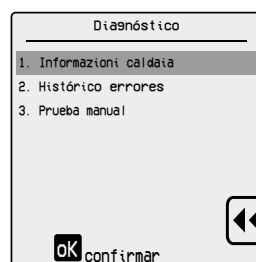 Diagnóstico
1. Informazioni caldaia
2. Histórico errores
3. Prueba manual
oK confirmar